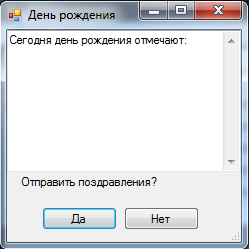 День рождения
Сегодня день рождения отмечают:
Отправить поздравления?
Да
Нет